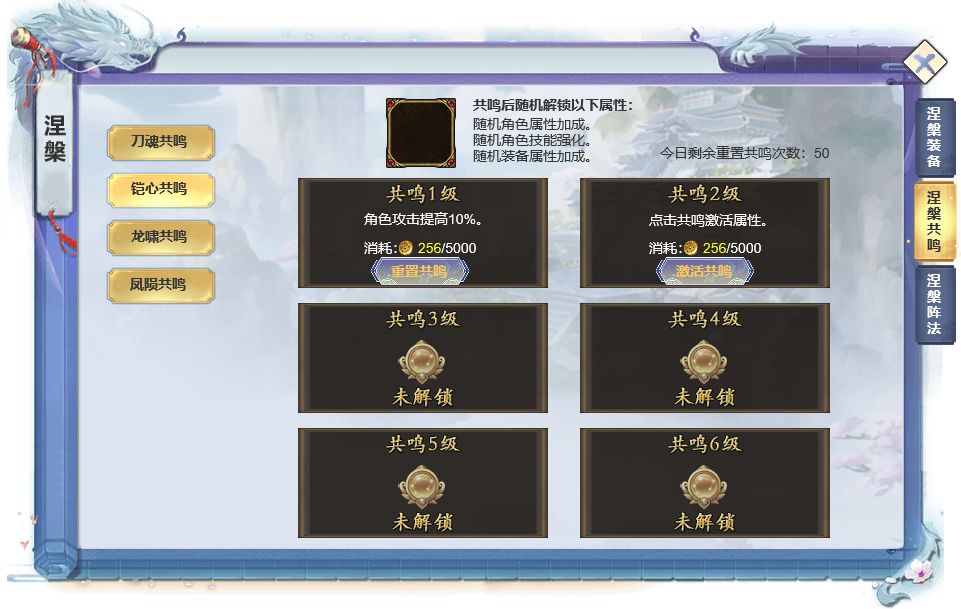 涅槃
刀魂共鸣
铠心共鸣
龙啸共鸣
凤陨共鸣
共鸣后随机解锁以下属性：
随机角色属性加成。
随机角色技能强化。
随机装备属性加成。
今日剩余重置共鸣次数：50
共鸣1级
角色攻击提高10%。
消耗: 256/5000
重置共鸣
共鸣2级
点击共鸣激活属性。
消耗: 256/5000
激活共鸣
共鸣3级
未解锁
共鸣4级
未解锁
共鸣5级
未解锁
共鸣6级
未解锁
涅槃装备
涅槃共鸣
涅槃阵法